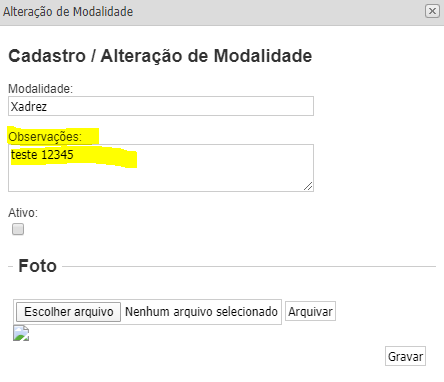 Alteração de Modalidade
Cadastro / Alteração de Modalidade
Modalidade:
Xadrez
Observações:
teste 12345
Ativo:
Foto
Escolher arquivo Nenhum arquivo selecionado Arquivar
Gravar